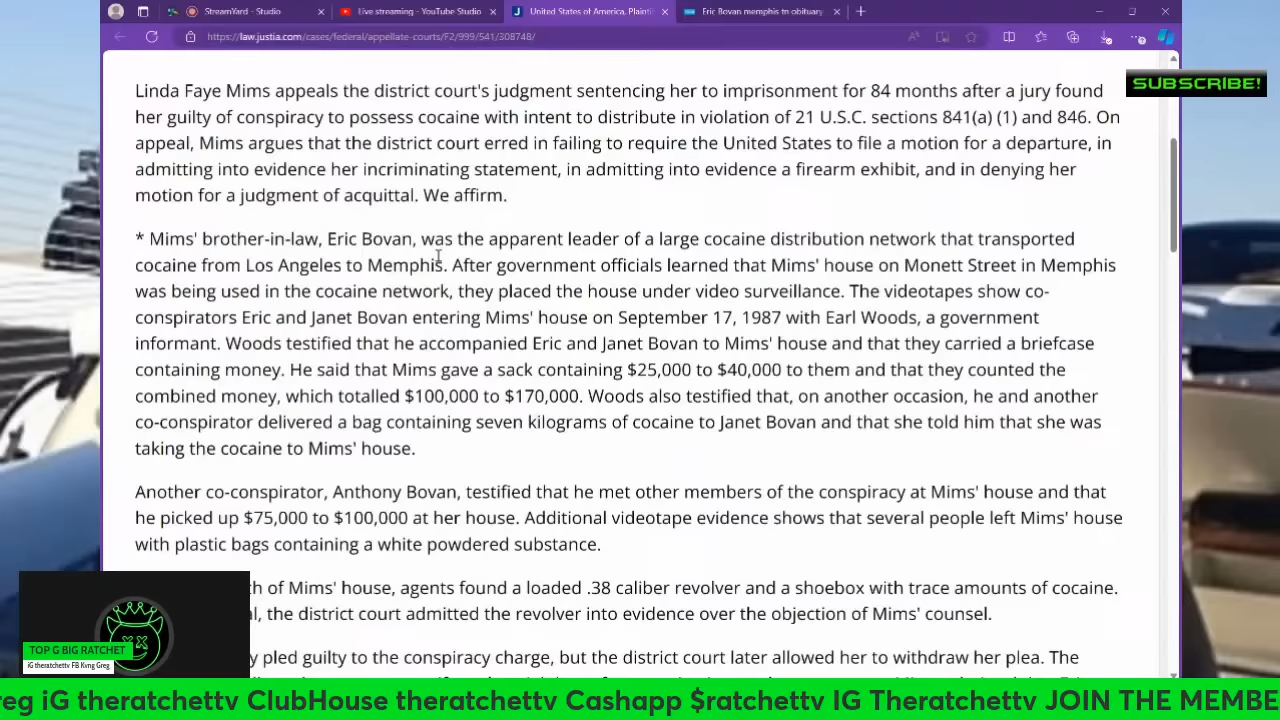 StreamYard - Studio
Live streaming - YouTube Studio
United States of America, Plainti
Eric Bovan memphis tn obituary
https://law.justia.com/cases/federal/appellate-courts/F2/999/541/308748/
SUBSCRIBE!
Linda Faye Mims appeals the district court's judgment sentencing her to imprisonment for 84 months after a jury found
her guilty of conspiracy to possess cocaine with intent to distribute in violation of 21 U.S.C. sections 841(a) (1) and 846. On
appeal, Mims argues that the district court erred in failing to require the United States to file a motion for a departure, in
admitting into evidence her incriminating statement, in admitting into evidence a firearm exhibit, and in denying her
motion for a judgment of acquittal. We affirm.
* Mims' brother-in-law, Eric Bovan, was the apparent leader of a large cocaine distribution network that transported
cocaine from Los Angeles to Memphis. After government officials learned that Mims' house on Monett Street in Memphis
was being used in the cocaine network, they placed the house under video surveillance. The videotapes show co-
conspirators Eric and Janet Bovan entering Mims' house on September 17, 1987 with Earl Woods, a government
informant. Woods testified that he accompanied Eric and Janet Bovan to Mims' house and that they carried a briefcase
containing money. He said that Mims gave a sack containing $25,000 to $40,000 to them and that they counted the
combined money, which totalled $100,000 to $170,000. Woods also testified that, on another occasion, he and another
co-conspirator delivered a bag containing seven kilograms of cocaine to Janet Bovan and that she told him that she was
taking the cocaine to Mims' house.
Another co-conspirator, Anthony Bovan, testified that he met other members of the conspiracy at Mims' house and that
he picked up $75,000 to $100,000 at her house. Additional videotape evidence shows that several people left Mims' house
with plastic bags containing a white powdered substance.
of Mims' house, agents found a loaded .38 caliber revolver and a shoebox with trace amounts of cocaine.
the district court admitted the revolver into evidence over the objection of Mims' counsel.
pled guilty to the conspiracy charge, but the district court later allowed her to withdraw her plea. The
TOP G BIG RATCHET
iG theratchettv FB Kvng Greg
reg iG theratchettv ClubHouse theratchettv Cashapp $ratchettv IG Theratchettv JOIN THE MEMBE